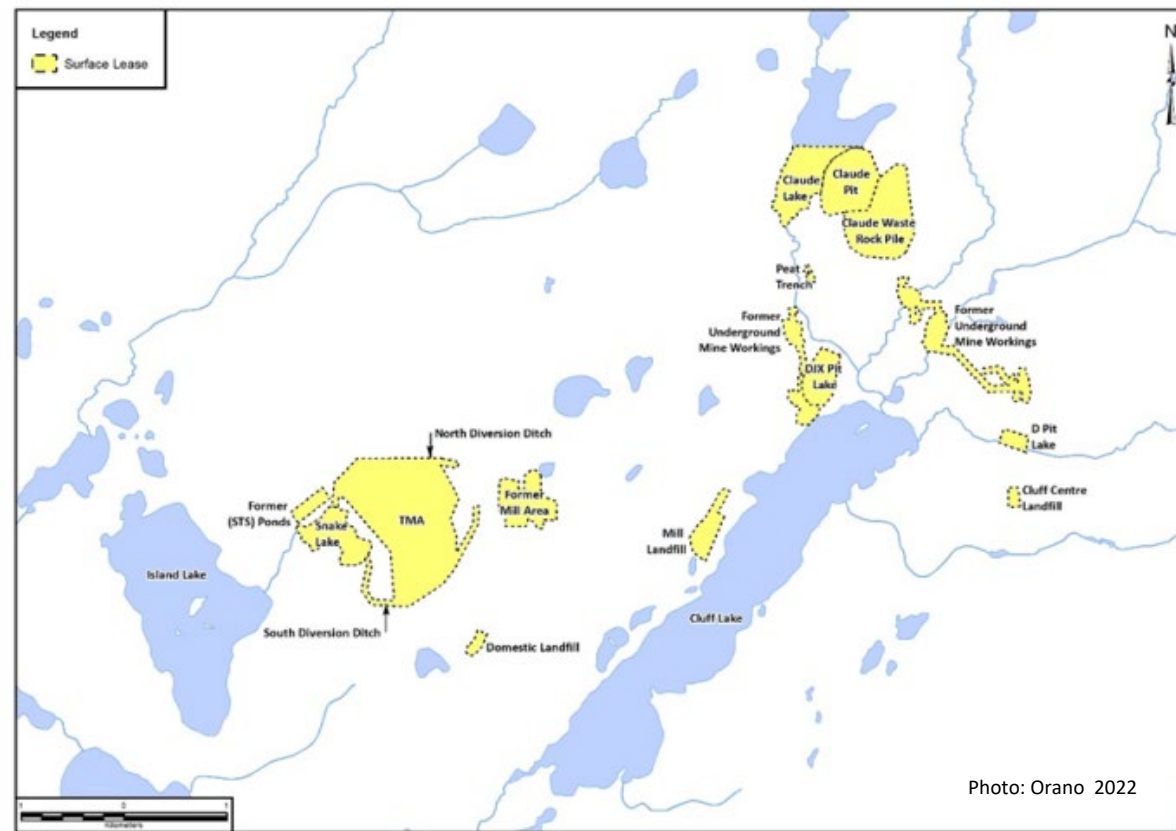 Legend
Surface Lease
N
Claude
Lake
Claude
Pit
Claude Waste
Rock Pile
Peat
Trench
Former
Underground
Mine Workings
Former
Underground
Mine Workings
DJX Pit
Lake
D Pit
Lake
North Diversion Ditch
Former
(STS) Ponds
Snake
Lake
TMA
Former
Mill Area
Cluff Centre
Landfill
Mill
Landfill
Island Lake
Cluff Lake
South Diversion Ditch
Domestic Landfill
Photo: Orano 2022
1 0 1
Kilometers